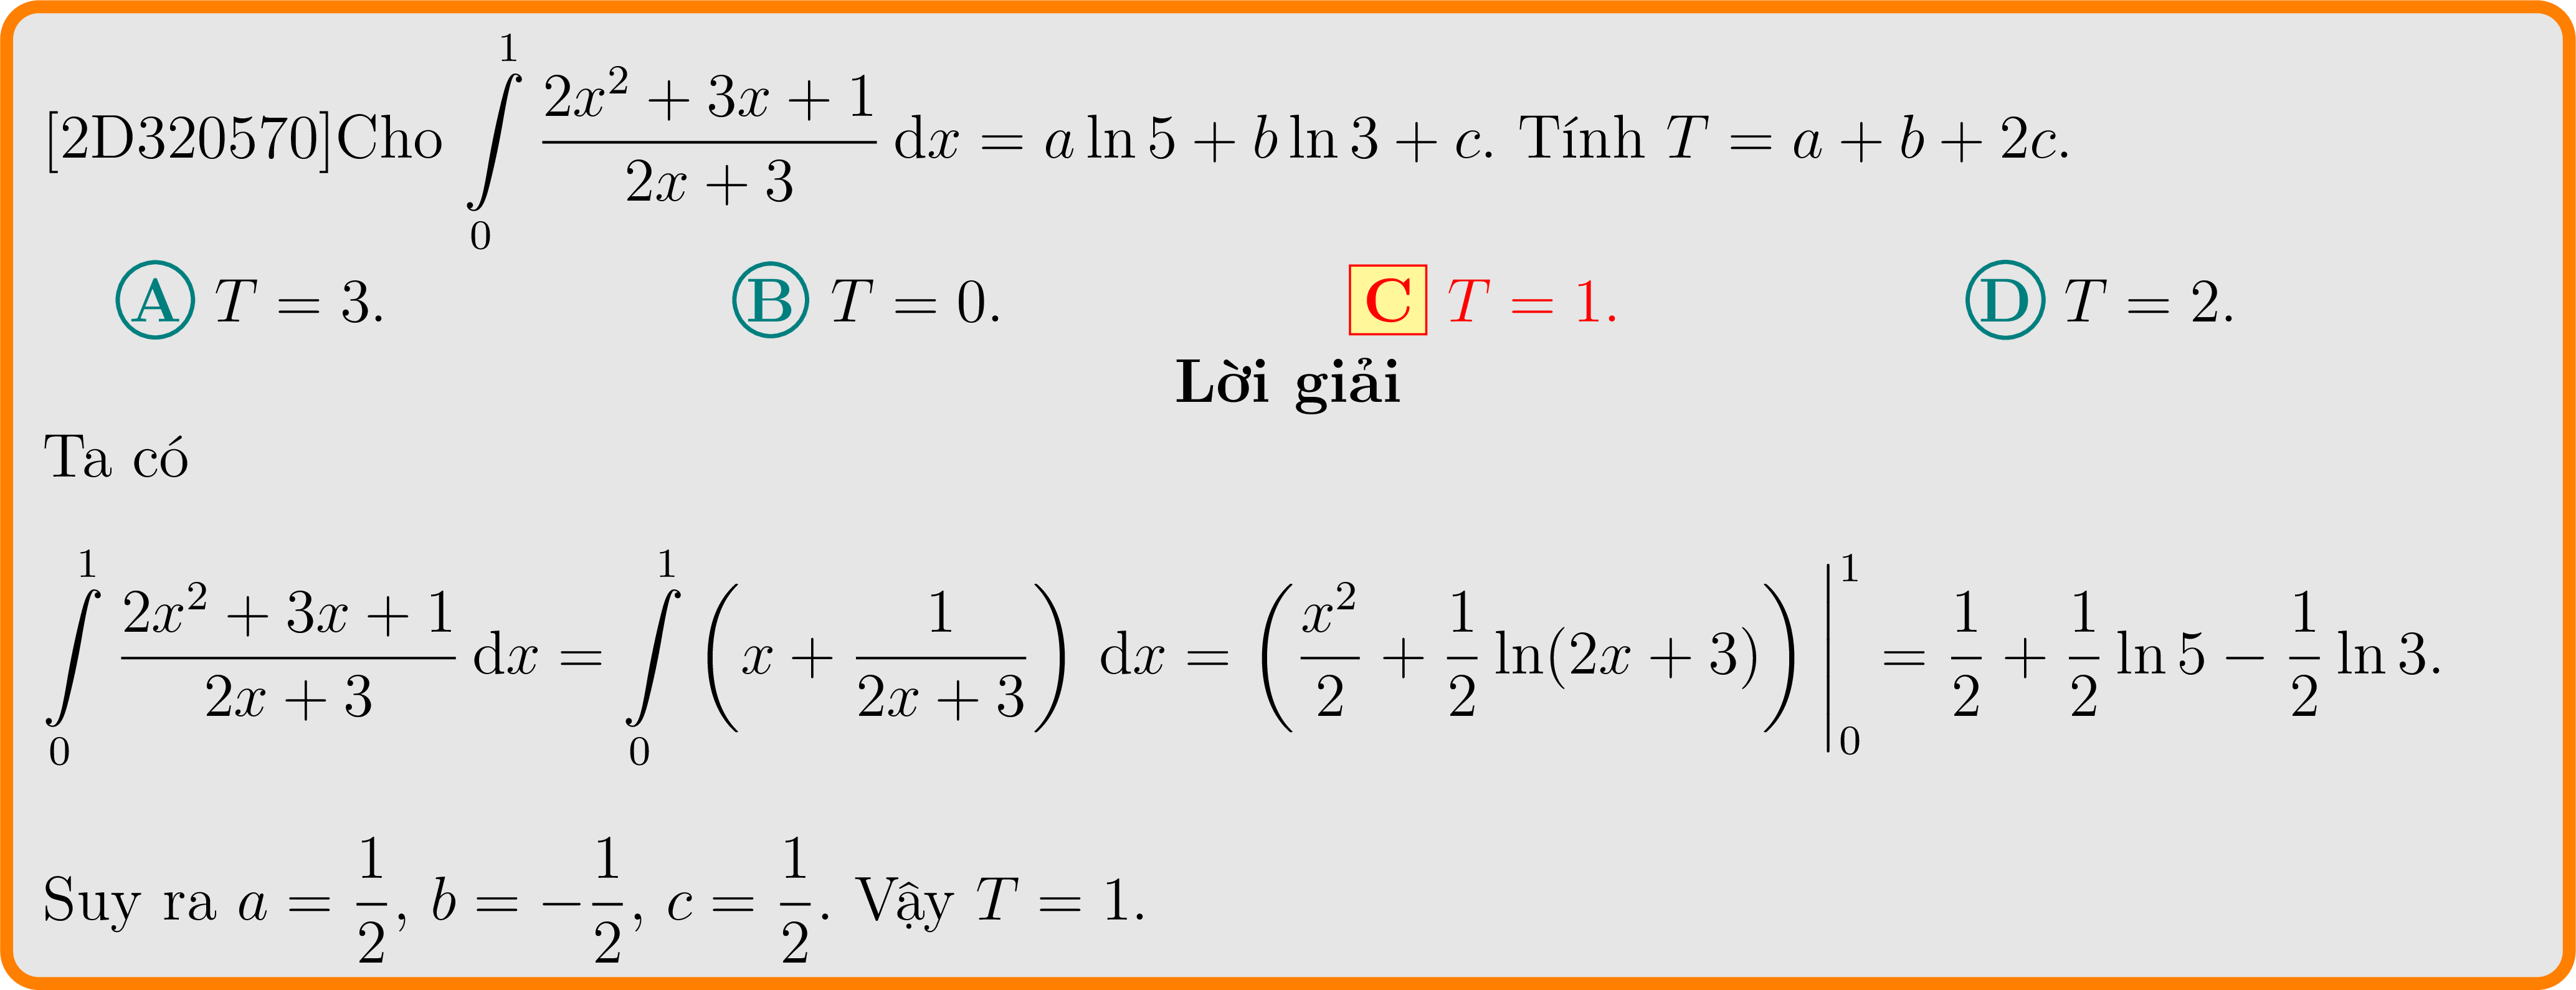 [2D320570]Cho $\int\limits_0^1 \frac{2x^2+3x+1}{2x+3}\,\mathrm{d}x = a\ln 5 + b\ln 3 + c$. Tính $T = a + b + 2c$.
A T = 3. B T = 0. C T = 1. D T = 2.
Lời giải
Ta có
$\int\limits_0^1 \frac{2x^2+3x+1}{2x+3}\,\mathrm{d}x = \int\limits_0^1 \left(x + \frac{1}{2x+3}\right)\,\mathrm{d}x = \left(\frac{x^2}{2} + \frac{1}{2}\ln(2x+3)\right)\bigg|_0^1 = \frac{1}{2} + \frac{1}{2}\ln 5 - \frac{1}{2}\ln 3.$
Suy ra $a = \frac{1}{2}$, $b = -\frac{1}{2}$, $c = \frac{1}{2}$. Vậy $T = 1$.